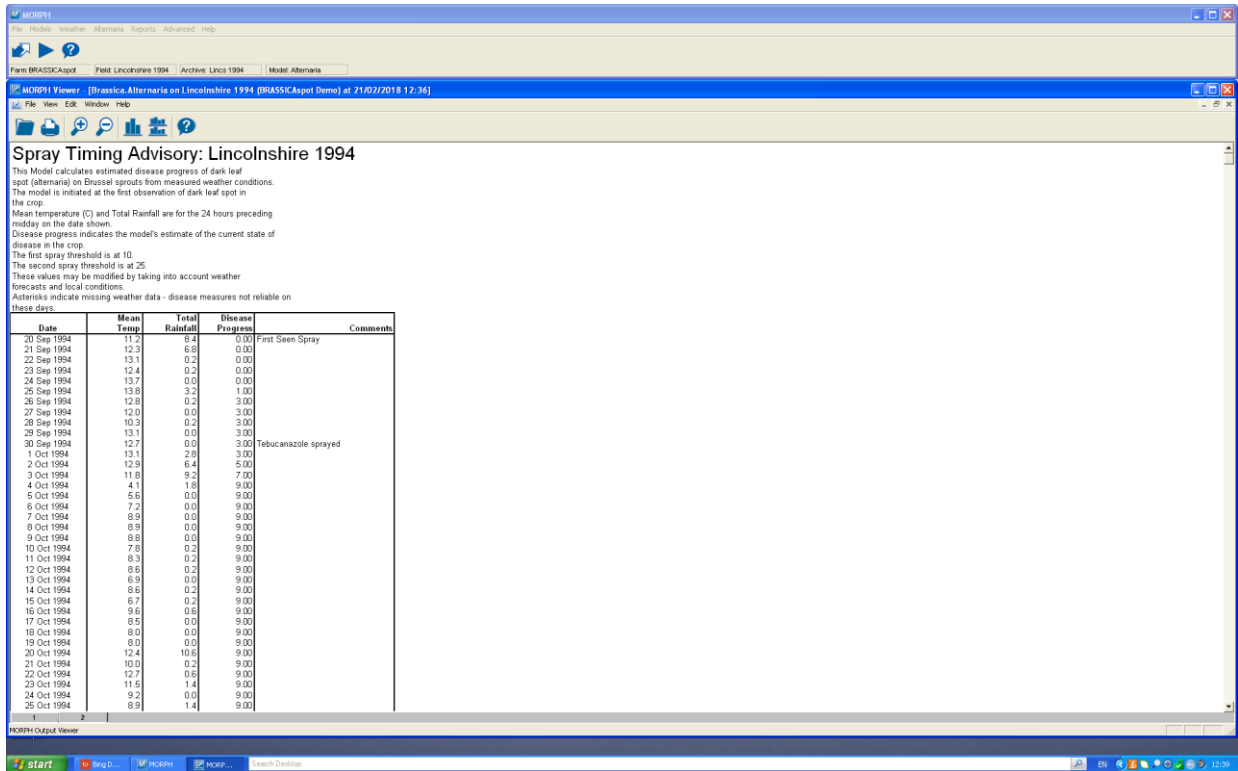 MORPH
File Models Weather Alternaria Reports Advanced Help
Farm: BRASSICAspot Field: Lincolnshire 1994 Archive: Lincs 1994 Model: Alternaria
MORPH Viewer - [Brassica.Alternaria on Lincolnshire 1994 (BRASSICAspot Demo) at 21/02/2018 12:36]
File View Edit Window Help
Spray Timing Advisory: Lincolnshire 1994
This Model calculates estimated disease progress of dark leaf
spot (alternaria) on Brussel sprouts from measured weather conditions.
The model is initiated at the first observation of dark leaf spot in
the crop.
Mean temperature (C) and Total Rainfall are for the 24 hours preceding
midday on the date shown.
Disease progress indicates the model's estimate of the current state of
disease in the crop.
The first spray threshold is at 10.
The second spray threshold is at 25.
These values may be modified by taking into account weather
forecasts and local conditions.
Asterisks indicate missing weather data - disease measures not reliable on
these days.
Mean Total Disease
Date Temp Rainfall Progress Comments
20 Sep 1994 11.2 8.4 0.00 First Seen Spray
21 Sep 1994 12.3 6.8 0.00
22 Sep 1994 13.1 0.2 0.00
23 Sep 1994 12.4 0.2 0.00
24 Sep 1994 13.7 0.0 0.00
25 Sep 1994 13.8 3.2 1.00
26 Sep 1994 12.8 0.2 3.00
27 Sep 1994 12.0 0.0 3.00
28 Sep 1994 10.3 0.2 3.00
29 Sep 1994 13.1 0.0 3.00
30 Sep 1994 12.7 0.0 3.00 Tebucanazole sprayed
1 Oct 1994 13.1 2.8 3.00
2 Oct 1994 12.9 6.4 5.00
3 Oct 1994 11.8 9.2 7.00
4 Oct 1994 4.1 1.8 9.00
5 Oct 1994 5.6 0.0 9.00
6 Oct 1994 7.2 0.0 9.00
7 Oct 1994 8.9 0.0 9.00
8 Oct 1994 8.9 0.0 9.00
9 Oct 1994 8.8 0.0 9.00
10 Oct 1994 7.8 0.2 9.00
11 Oct 1994 8.3 0.2 9.00
12 Oct 1994 8.6 0.2 9.00
13 Oct 1994 6.9 0.0 9.00
14 Oct 1994 8.6 0.2 9.00
15 Oct 1994 6.7 0.2 9.00
16 Oct 1994 9.6 0.6 9.00
17 Oct 1994 8.5 0.0 9.00
18 Oct 1994 8.0 0.0 9.00
19 Oct 1994 8.0 0.0 9.00
20 Oct 1994 12.4 10.6 9.00
21 Oct 1994 10.0 0.2 9.00
22 Oct 1994 12.7 0.6 9.00
23 Oct 1994 11.5 1.4 9.00
24 Oct 1994 9.2 0.0 9.00
25 Oct 1994 8.9 1.4 9.00
1 2
MORPH Output Viewer
start Bing D... MORPH MORP... Search Desktop EN 12:39